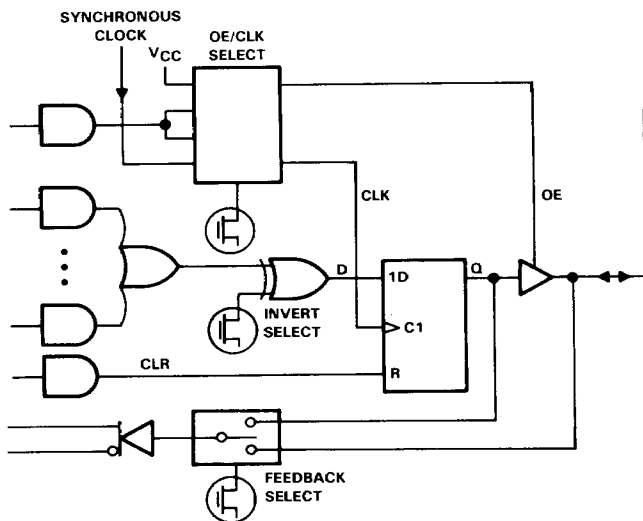 SYNCHRONOUS
CLOCK
VCC
OE/CLK
SELECT
CLK
OE
D
1D
Q
C1
INVERT
SELECT
CLR
R
FEEDBACK
SELECT